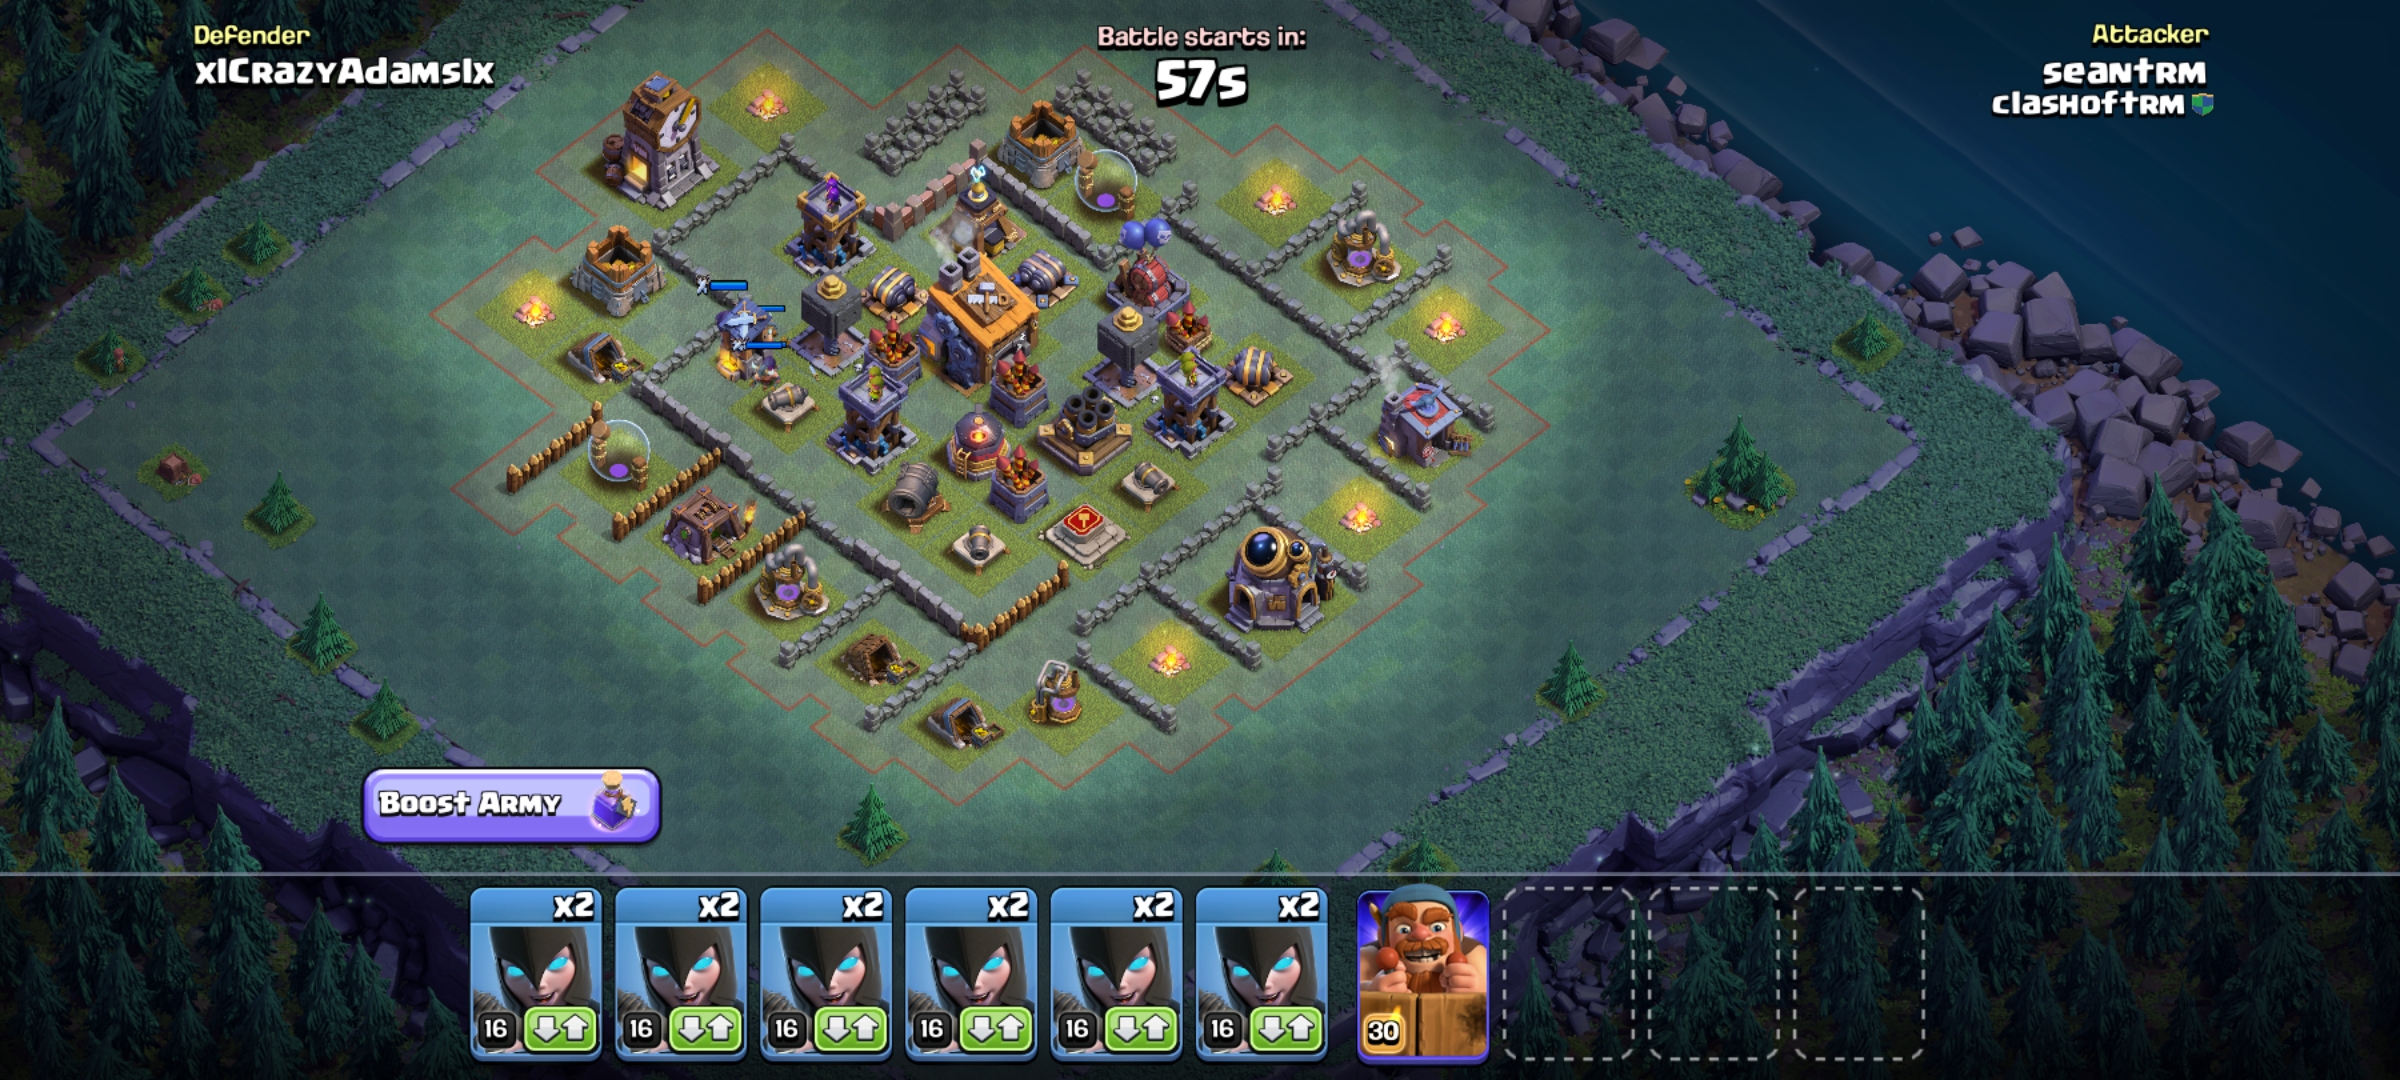 Defender
xICrazyAdamsIx
Battle starts in:
57s
Attacker
seantRM
clashoftRM
Boost Army
x2
x2
x2
x2
x2
x2
16
16
16
16
16
16
30